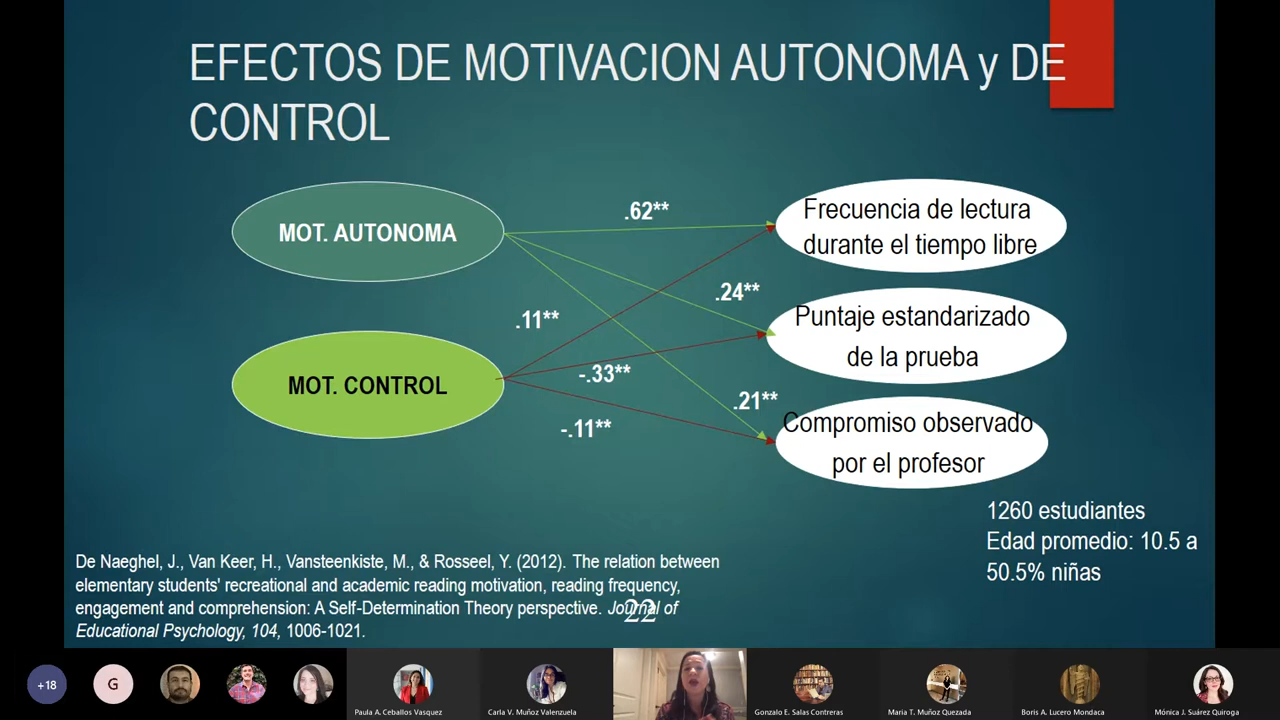 EFECTOS DE MOTIVACION AUTONOMA y DE
CONTROL
MOT. AUTONOMA
MOT. CONTROL
.62**
.24**
.11**
-.33**
.21**
-.11**
Frecuencia de lectura
durante el tiempo libre
Puntaje estandarizado
de la prueba
Compromiso observado
por el profesor
1260 estudiantes
Edad promedio: 10.5 a
50.5% niñas
De Naeghel, J., Van Keer, H., Vansteenkiste, M., & Rosseel, Y. (2012). The relation between
elementary students' recreational and academic reading motivation, reading frequency,
engagement and comprehension: A Self-Determination Theory perspective. Journal of
Educational Psychology, 104, 1006-1021.
22
+18
G
Paula A. Ceballos Vasquez
Carla V. Muñoz Valenzuela
Gonzalo E. Salas Contreras
Maria T. Muñoz Quezada
Boris A. Lucero Mondaca
Mónica J. Suárez Quiroga